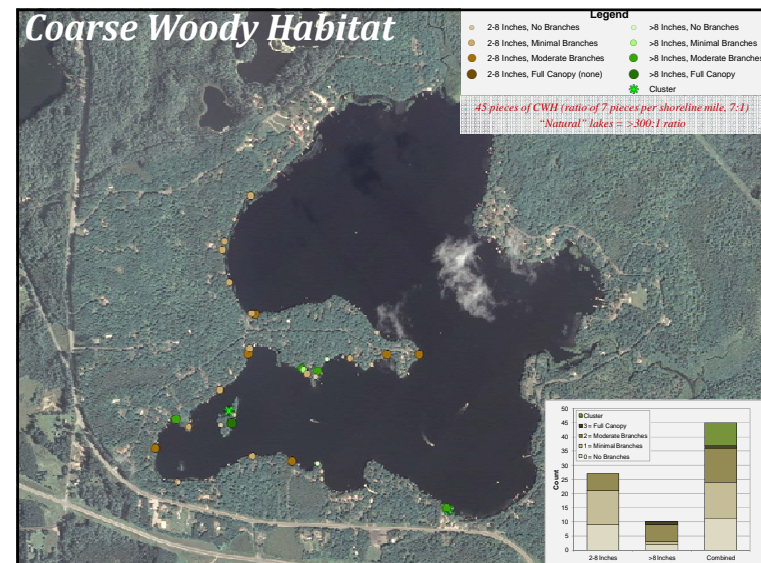 Coarse Woody Habitat
Legend
2-8 Inches, No Branches
2-8 Inches, Minimal Branches
2-8 Inches, Moderate Branches
2-8 Inches, Full Canopy (none)
>8 Inches, No Branches
>8 Inches, Minimal Branches
>8 Inches, Moderate Branches
>8 Inches, Full Canopy
Cluster
45 pieces of CWH (ratio of 7 pieces per shoreline mile, 7:1)
"Natural" lakes = >300:1 ratio
50
45
40
35
30
25
20
15
10
5
0
Count
Cluster
3 = Full Canopy
2 = Moderate Branches
1 = Minimal Branches
0 = No Branches
2-8 Inches
>8 Inches
Combined